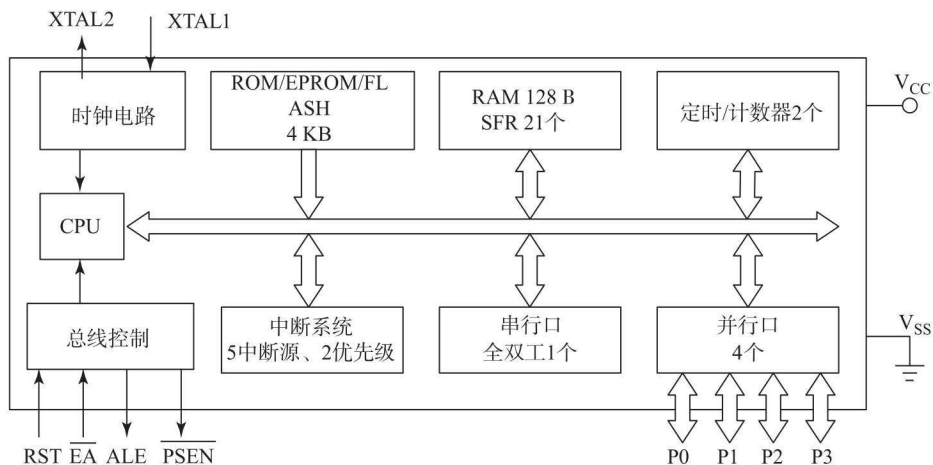 XTAL2
XTAL1
时钟电路
ROM/EPROM/FL
ASH
4 KB
RAM 128 B
SFR 21个
定时/计数器2个
VCC
CPU
总线控制
中断系统
5中断源、2优先级
串行口
全双工1个
并行口
4个
VSS
RST
EA
ALE
PSEN
P0
P1
P2
P3